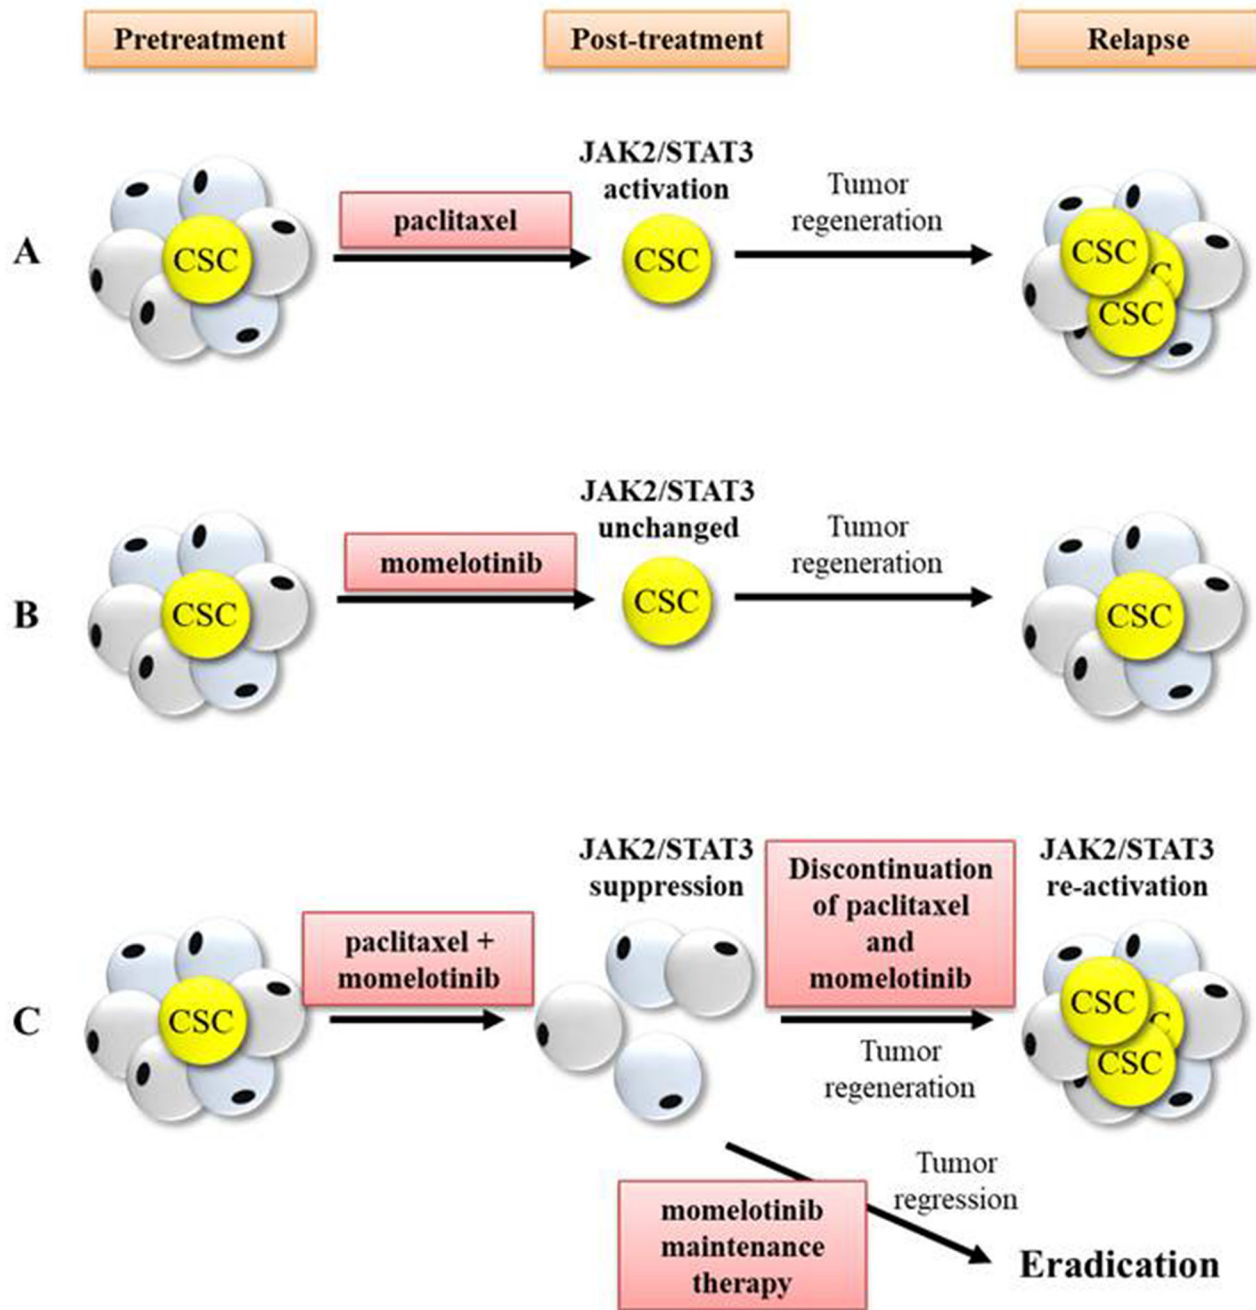 Pretreatment
Post-treatment
Relapse
A
CSC
paclitaxel
JAK2/STAT3
activation
CSC
Tumor
regeneration
CSC
C
CSC
B
CSC
momelotinib
JAK2/STAT3
unchanged
CSC
Tumor
regeneration
CSC
C
CSC
paclitaxel +
momelotinib
JAK2/STAT3
suppression
Discontinuation
of paclitaxel
and
momelotinib
Tumor
regeneration
JAK2/STAT3
re-activation
CSC
C
CSC
momelotinib
maintenance
therapy
Tumor
regression
Eradication